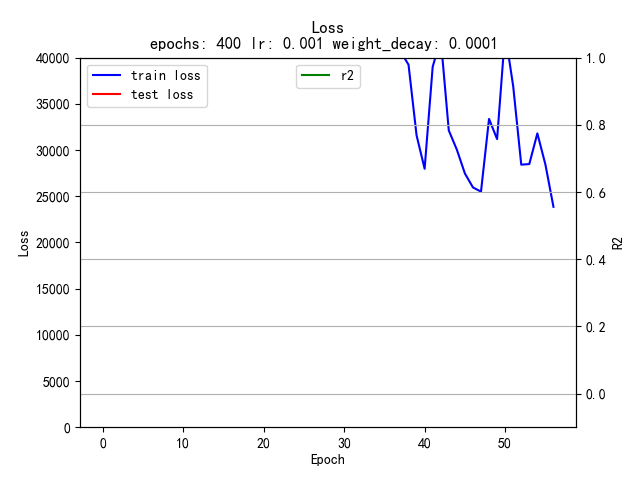 Loss
epochs: 400 lr: 0.001 weight_decay: 0.0001
train loss
test loss
r2
40000
35000
30000
25000
20000
15000
10000
5000
0
Loss
1.0
0.8
0.6
0.4
0.2
0.0
R2
0 10 20 30 40 50
Epoch